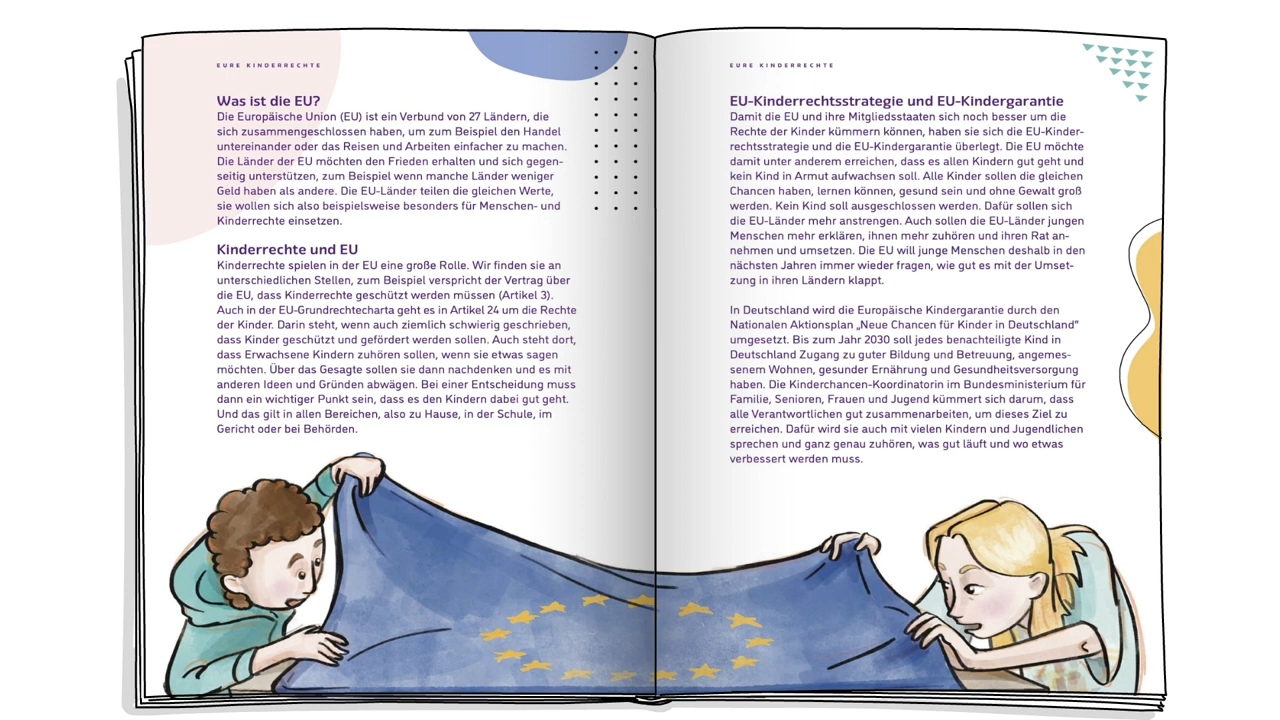 EURE KINDERRECHTE
Was ist die EU?
Die Europäische Union (EU) ist ein Verbund von 27 Ländern, die
sich zusammengeschlossen haben, um zum Beispiel den Handel
untereinander oder das Reisen und Arbeiten einfacher zu machen.
Die Länder der EU möchten den Frieden erhalten und sich gegen-
seitig unterstützen, zum Beispiel wenn manche Länder weniger
Geld haben als andere. Die EU-Länder teilen die gleichen Werte,
sie wollen sich also beispielsweise besonders für Menschen- und
Kinderrechte einsetzen.
Kinderrechte und EU
Kinderrechte spielen in der EU eine große Rolle. Wir finden sie an
unterschiedlichen Stellen, zum Beispiel verspricht der Vertrag über
die EU, dass Kinderrechte geschützt werden müssen (Artikel 3).
Auch in der EU-Grundrechtecharta geht es in Artikel 24 um die Rechte
der Kinder. Darin steht, wenn auch ziemlich schwierig geschrieben,
dass Kinder geschützt und gefördert werden sollen. Auch steht dort,
dass Erwachsene Kindern zuhören sollen, wenn sie etwas sagen
möchten. Über das Gesagte sollen sie dann nachdenken und es mit
anderen Ideen und Gründen abwägen. Bei einer Entscheidung muss
dann ein wichtiger Punkt sein, dass es den Kindern dabei gut geht.
Und das gilt in allen Bereichen, also zu Hause, in der Schule, im
Gericht oder bei Behörden.
EURE KINDERRECHTE
EU-Kinderrechtsstrategie und EU-Kindergarantie
Damit die EU und ihre Mitgliedsstaaten sich noch besser um die
Rechte der Kinder kümmern können, haben sie sich die EU-Kinder-
rechtsstrategie und die EU-Kindergarantie überlegt. Die EU möchte
damit unter anderem erreichen, dass es allen Kindern gut geht und
kein Kind in Armut aufwachsen soll. Alle Kinder sollen die gleichen
Chancen haben, lernen können, gesund sein und ohne Gewalt groß
werden. Kein Kind soll ausgeschlossen werden. Dafür sollen sich
die EU-Länder mehr anstrengen. Auch sollen die EU-Länder jungen
Menschen mehr erklären, ihnen mehr zuhören und ihren Rat an-
nehmen und umsetzen. Die EU will junge Menschen deshalb in den
nächsten Jahren immer wieder fragen, wie gut es mit der Umset-
zung in ihren Ländern klappt.
In Deutschland wird die Europäische Kindergarantie durch den
Nationalen Aktionsplan „Neue Chancen für Kinder in Deutschland"
umgesetzt. Bis zum Jahr 2030 soll jedes benachteiligte Kind in
Deutschland Zugang zu guter Bildung und Betreuung, angemes-
senem Wohnen, gesunder Ernährung und Gesundheitsversorgung
haben. Die Kinderchancen-Koordinatorin im Bundesministerium für
Familie, Senioren, Frauen und Jugend kümmert sich darum, dass
alle Verantwortlichen gut zusammenarbeiten, um dieses Ziel zu
erreichen. Dafür wird sie auch mit vielen Kindern und Jugendlichen
sprechen und ganz genau zuhören, was gut läuft und wo etwas
verbessert werden muss.